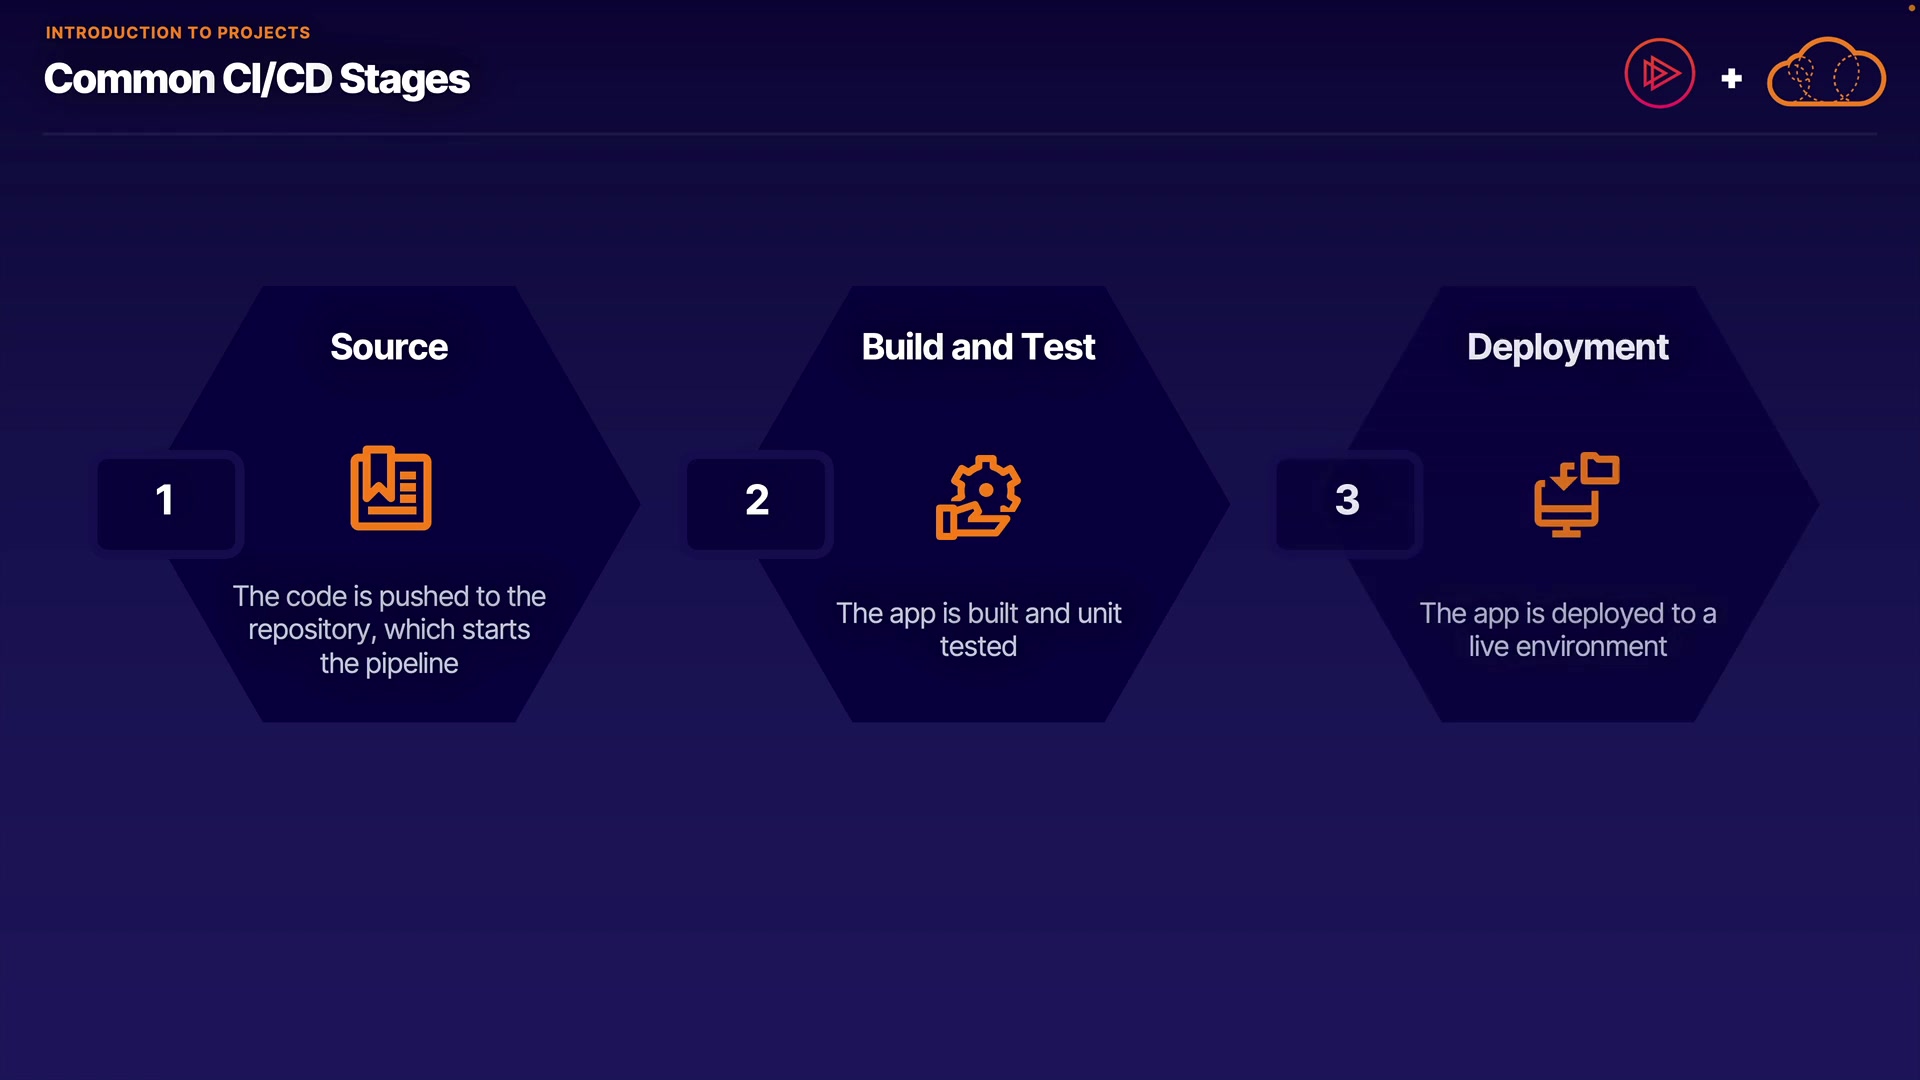 INTRODUCTION TO PROJECTS
Common CI/CD Stages
+
Source
1
The code is pushed to the
repository, which starts
the pipeline
Build and Test
2
The app is built and unit
tested
Deployment
3
The app is deployed to a
live environment